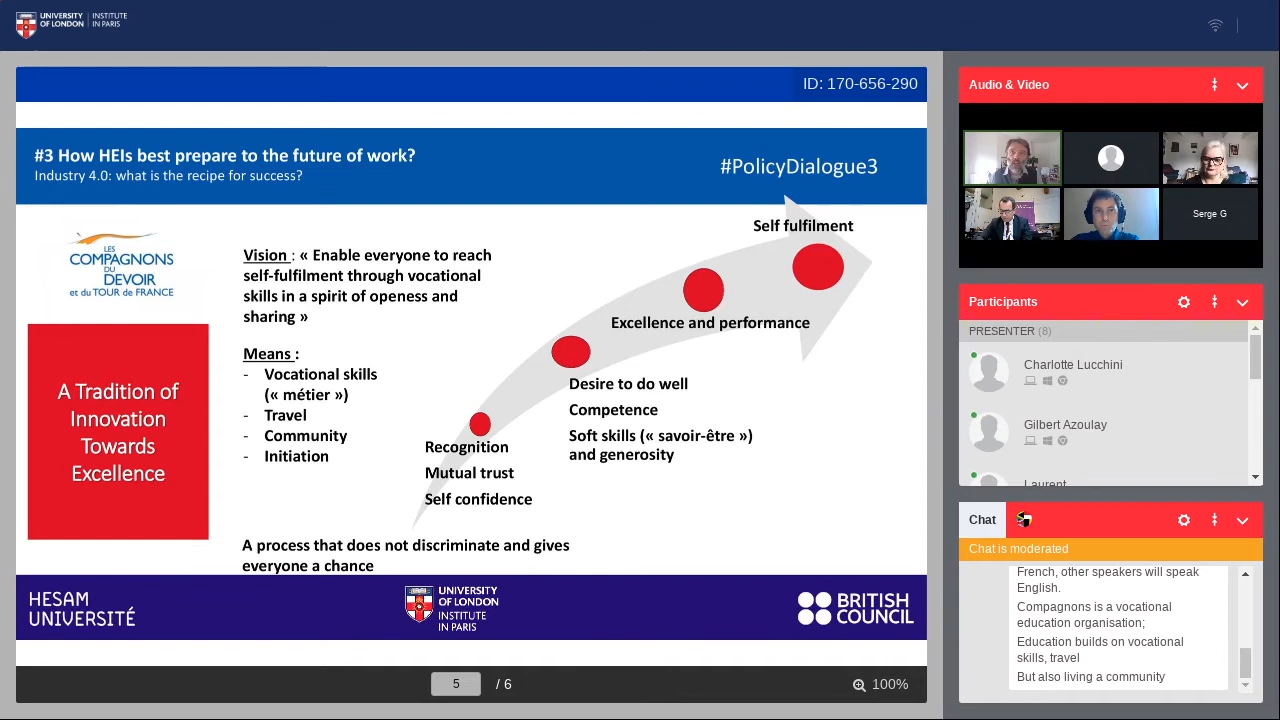 UNIVERSITY
OF LONDON
INSTITUTE
IN PARIS
ID: 170-656-290
#3 How HEIs best prepare to the future of work?
Industry 4.0: what is the recipe for success?
#PolicyDialogue3
LES
COMPAGNONS
DU
DEVOIR
et du TOUR de FRANCE
A Tradition of
Innovation
Towards
Excellence
Vision : « Enable everyone to reach
self-fulfilment through vocational
skills in a spirit of openess and
sharing »
Means :
- Vocational skills
(« métier »)
- Travel
- Community
- Initiation
Self fulfilment
Excellence and performance
Desire to do well
Competence
Soft skills (« savoir-être »)
and generosity
Recognition
Mutual trust
Self confidence
A process that does not discriminate and gives
everyone a chance
HESAM
UNIVERSITÉ
UNIVERSITY
OF LONDON
INSTITUTE
IN PARIS
BRITISH
COUNCIL
5 / 6
100%
Audio & Video
Serge G
Participants
PRESENTER (8)
Charlotte Lucchini
Gilbert Azoulay
Laurent
Chat
Chat is moderated
French, other speakers will speak
English.
Compagnons is a vocational
education organisation;
Education builds on vocational
skills, travel
But also living a community